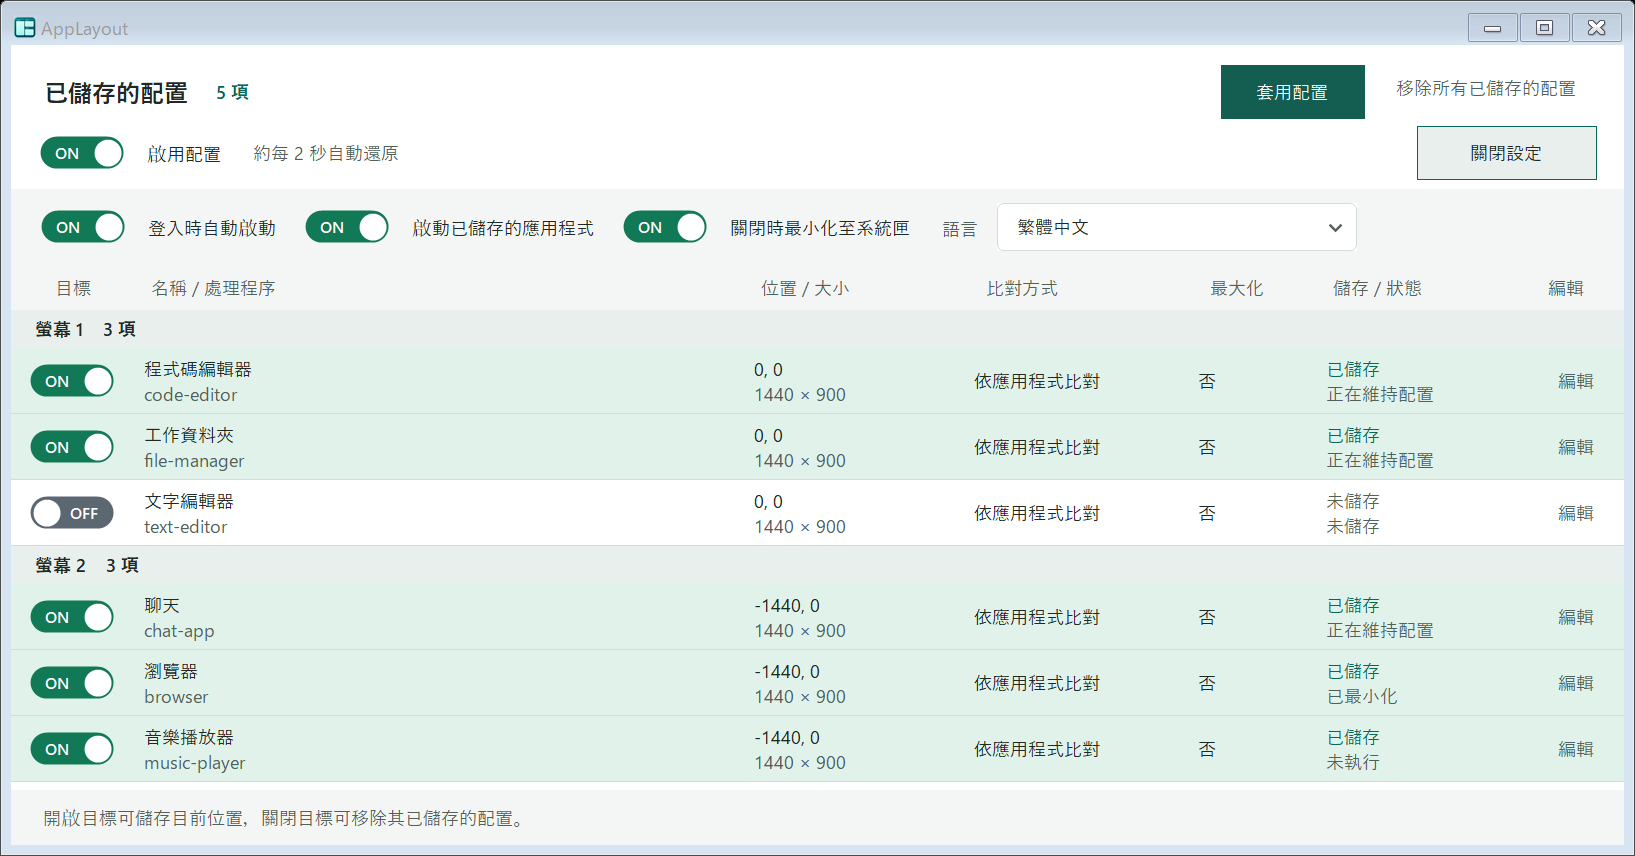 AppLayout
已儲存的配置 5 項
套用配置
移除所有已儲存的配置
ON 啟用配置 約每 2 秒自動還原
關閉設定
ON 登入時自動啟動 ON 啟動已儲存的應用程式 ON 關閉時最小化至系統匣 語言 繁體中文
目標 名稱 / 處理程序 位置 / 大小 比對方式 最大化 儲存 / 狀態 編輯
螢幕 1 3 項
ON 程式碼編輯器 0, 0 依應用程式比對 否 已儲存 編輯
code-editor 1440 × 900 正在維持配置
ON 工作資料夾 0, 0 依應用程式比對 否 已儲存 編輯
file-manager 1440 × 900 正在維持配置
OFF 文字編輯器 0, 0 依應用程式比對 否 未儲存 編輯
text-editor 1440 × 900 未儲存
螢幕 2 3 項
ON 聊天 -1440, 0 依應用程式比對 否 已儲存 編輯
chat-app 1440 × 900 正在維持配置
ON 瀏覽器 -1440, 0 依應用程式比對 否 已儲存 編輯
browser 1440 × 900 已最小化
ON 音樂播放器 -1440, 0 依應用程式比對 否 已儲存 編輯
music-player 1440 × 900 未執行
開啟目標可儲存目前位置，關閉目標可移除其已儲存的配置。